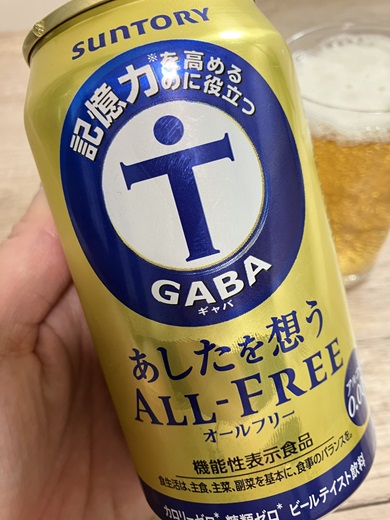 SUNTORY
記憶力※を高める
のに役立つ
GABA
ギャバ
あしたを想う
ALL-FREE
オールフリー
機能性表示食品
食生活は、主食、主菜、副菜を基本に、食事のバランスを。
カロリーゼロ* 糖類ゼロ* ビールテイスト飲料